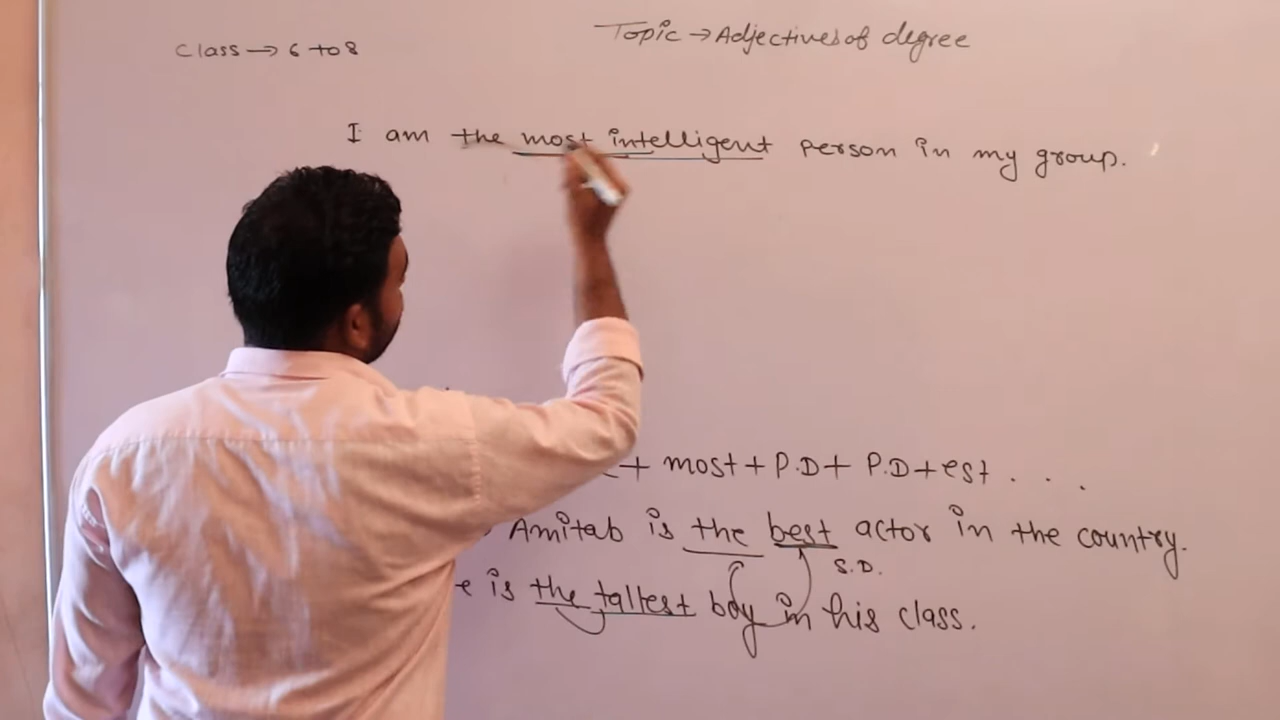 Class → 6 to 8
Topic → Adjectives of degree
I am the most intelligent person in my group.
+ most + P.D + P.D + est . . .
Amitab is the best actor in the country.
S.D.
is the tallest boy in his class.